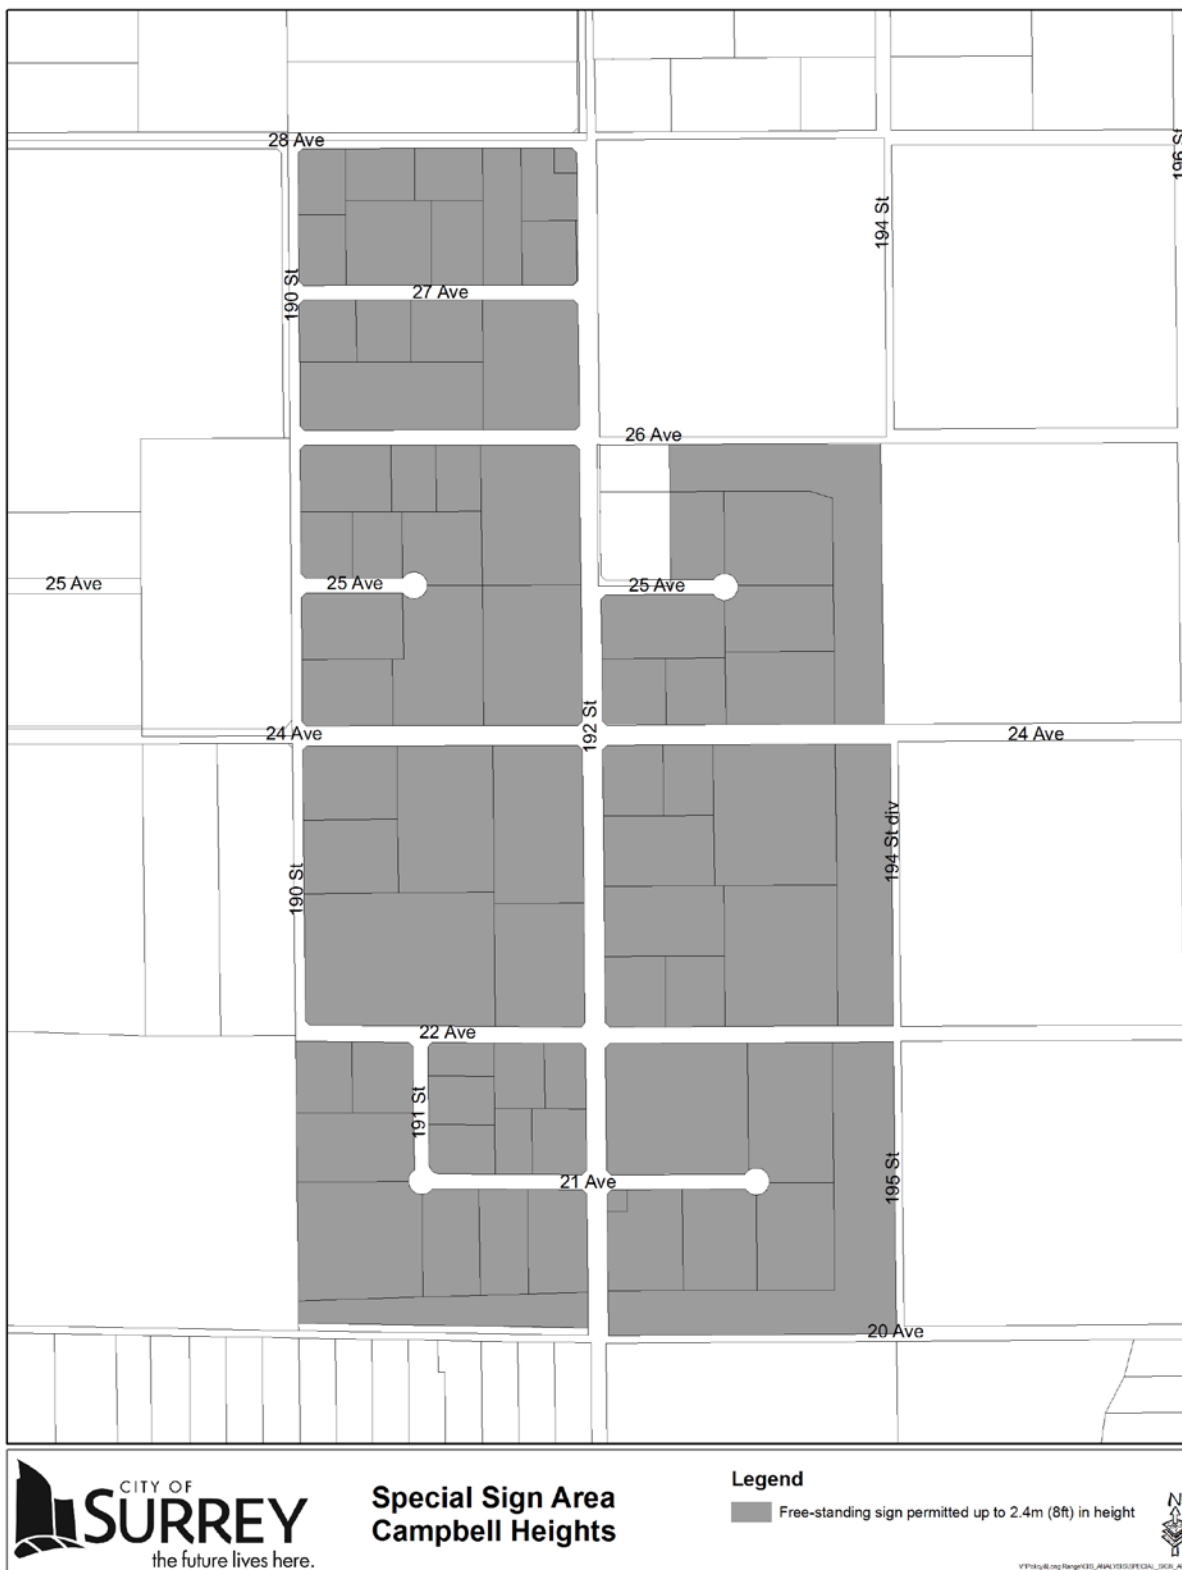 28 Ave
196 St
194 St
190 St
27 Ave
26 Ave
25 Ave
25 Ave
25 Ave
192 St
24 Ave
24 Ave
194 St div
190 St
22 Ave
191 St
21 Ave
195 St
20 Ave
CITY OF
SURREY
the future lives here.
Special Sign Area
Campbell Heights
Legend
Free-standing sign permitted up to 2.4m (8ft) in height
N